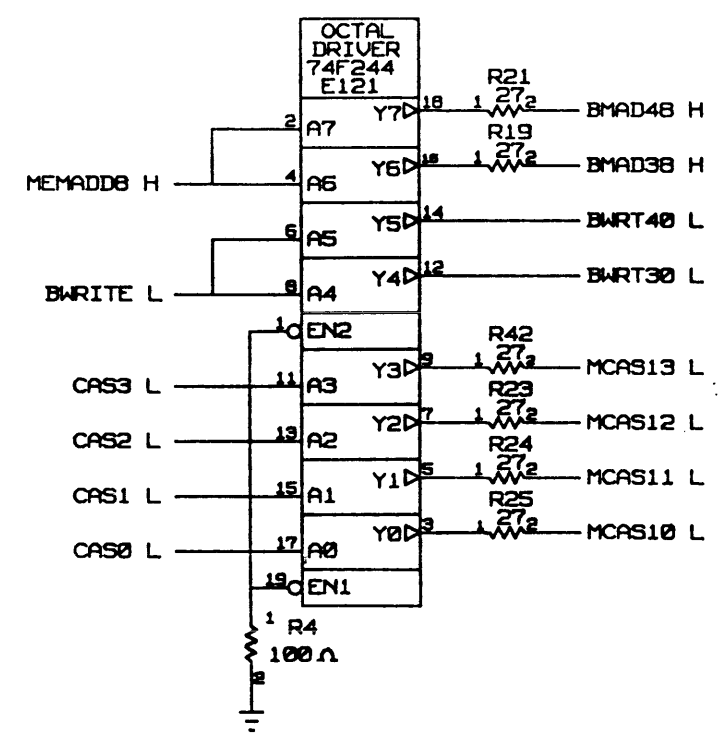 OCTAL
DRIVER
74F244
E121
R21
2 A7 Y7 18 1 27 2 BMAD48 H
R19
MEMADD8 H 4 A6 Y6 16 1 27 2 BMAD38 H
6 A5 Y5 14 BWRT40 L
BWRITE L 8 A4 Y4 12 BWRT30 L
1 EN2
R42
CAS3 L 11 A3 Y3 9 1 27 2 MCAS13 L
R23
CAS2 L 13 A2 Y2 7 1 27 2 MCAS12 L
R24
CAS1 L 15 A1 Y1 5 1 27 2 MCAS11 L
R25
CAS0 L 17 A0 Y0 3 1 27 2 MCAS10 L
19 EN1
1 R4
100Ω
2